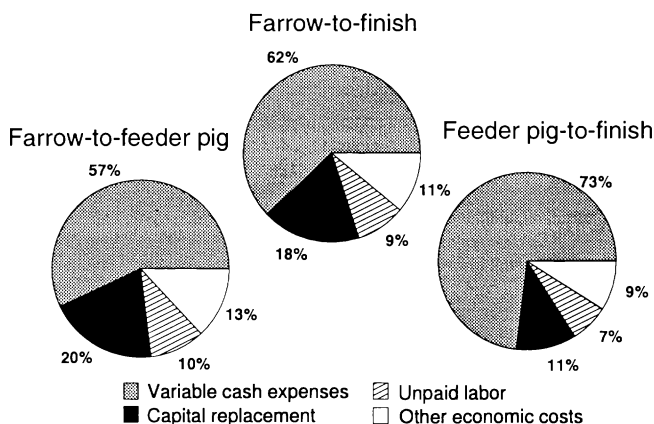 Farrow-to-finish
62%
11%
9%
18%
Farrow-to-feeder pig
57%
13%
10%
20%
Feeder pig-to-finish
73%
9%
7%
11%
Variable cash expenses
Unpaid labor
Capital replacement
Other economic costs